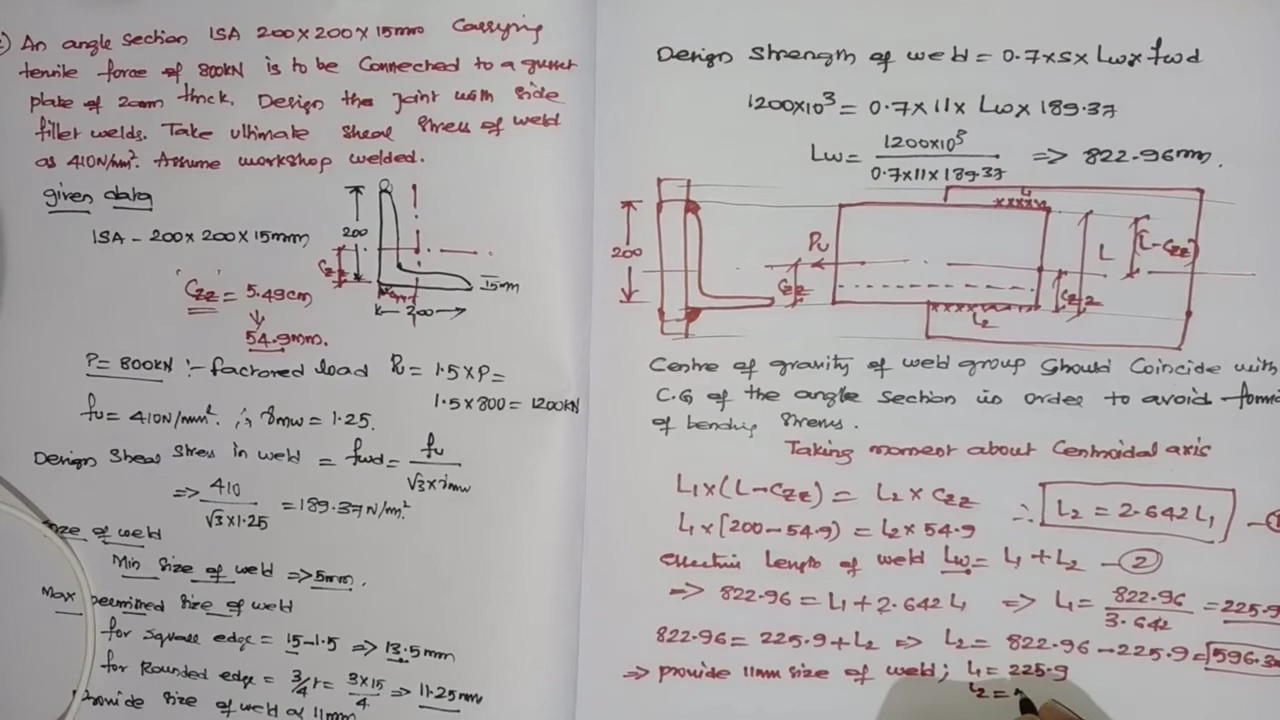 An angle section ISA 200×200×15mm Carrying
tensile force of 800KN is to be Connected to a gusset
plate of 20mm thick. Design the Joint with side
fillet welds. Take ultimate shear stress of weld
as 410N/mm². Assume workshop welded.
given data
ISA - 200×200×15mm
Czz = 5.49cm
54.9mm.
200
Czz
15mm
200
P = 800KN :- factored load Pu = 1.5×P =
1.5×800 = 1200KN
fu = 410N/mm². ∴ γmw = 1.25.
Design Shear Stress in weld = fwd = fu / √3×γmw
=> 410 / √3×1.25 = 189.37N/m²
Size of weld
Min Size of weld => 5mm.
Max permitted size of weld
for square edge = 15-1.5 => 13.5mm
for Rounded edge = 3/4 t = 3×15/4 => 11.25mm
Provide Size of weld as 11mm
Design Strength of weld = 0.7×S×Lw×fwd
1200×10³ = 0.7×11×Lw×189.37
Lw = 1200×10³ / 0.7×11×189.37 => 822.96mm.
200
Pu
Czz
L1
L2
L
(L-Czz)
Czz
Centre of gravity of weld group Should Coincide with
C.G of the angle section in order to avoid
of bending stress.
Taking moment about Centroidal axis
L1×(L-Czz) = L2×Czz
L1×[200-54.9) = L2×54.9
∴ L2 = 2.642L1
effective Length of weld Lw = L1+L2 -②
=> 822.96 = L1+2.642L1 => L1 = 822.96 / 3.642 = 225.9
822.96 = 225.9+L2 => L2 = 822.96-225.9 = 596.3
=> provide 11mm size of weld; L1 = 225.9
L2 =